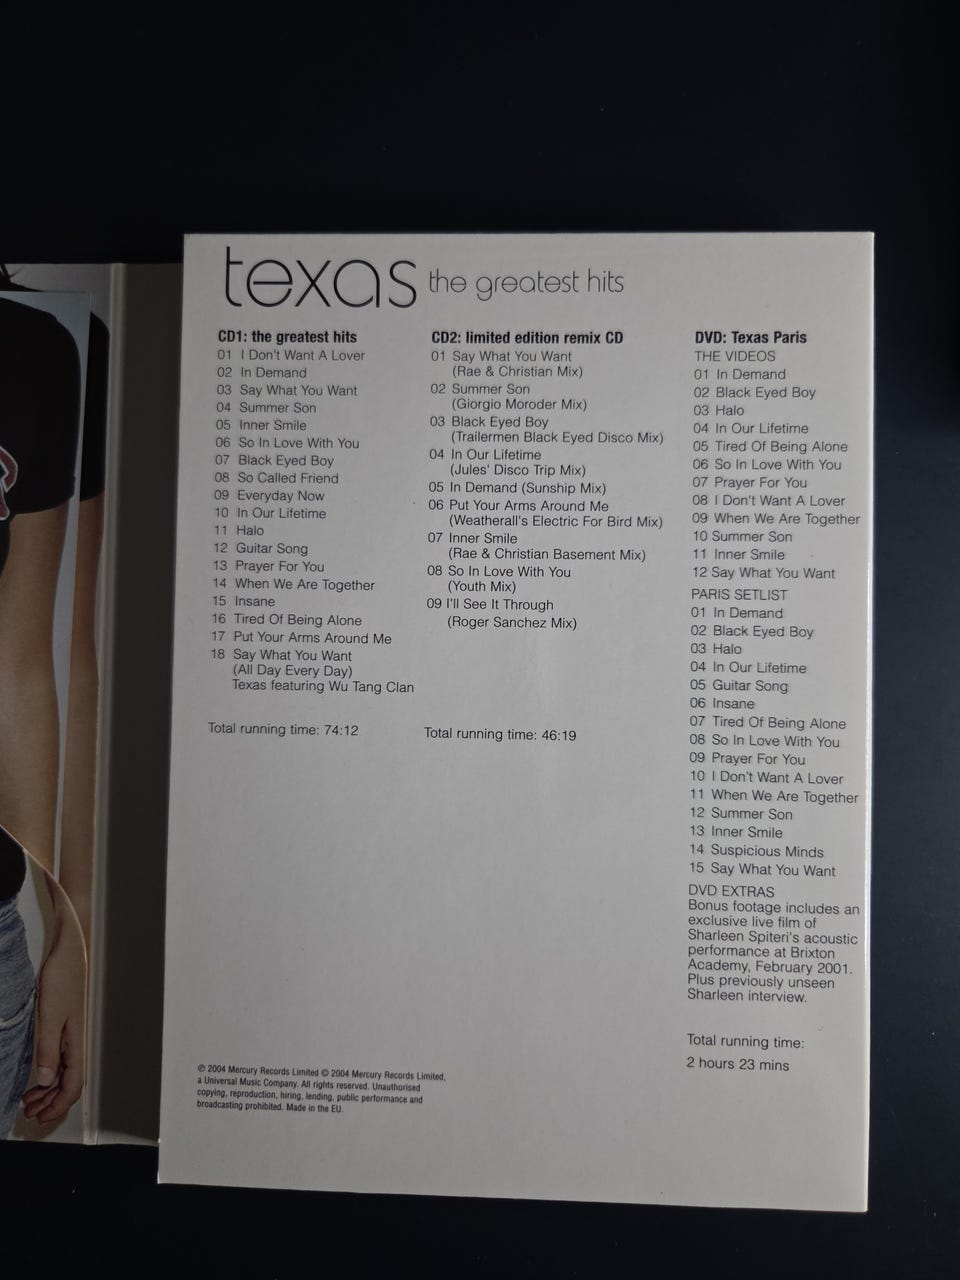 texas the greatest hits
CD1: the greatest hits
01 I Don't Want A Lover
02 In Demand
03 Say What You Want
04 Summer Son
05 Inner Smile
06 So In Love With You
07 Black Eyed Boy
08 So Called Friend
09 Everyday Now
10 In Our Lifetime
11 Halo
12 Guitar Song
13 Prayer For You
14 When We Are Together
15 Insane
16 Tired Of Being Alone
17 Put Your Arms Around Me
18 Say What You Want
(All Day Every Day)
Texas featuring Wu Tang Clan
Total running time: 74:12
CD2: limited edition remix CD
01 Say What You Want
(Rae & Christian Mix)
02 Summer Son
(Giorgio Moroder Mix)
03 Black Eyed Boy
(Trailermen Black Eyed Disco Mix)
04 In Our Lifetime
(Jules' Disco Trip Mix)
05 In Demand (Sunship Mix)
06 Put Your Arms Around Me
(Weatherall's Electric For Bird Mix)
07 Inner Smile
(Rae & Christian Basement Mix)
08 So In Love With You
(Youth Mix)
09 I'll See It Through
(Roger Sanchez Mix)
Total running time: 46:19
DVD: Texas Paris
THE VIDEOS
01 In Demand
02 Black Eyed Boy
03 Halo
04 In Our Lifetime
05 Tired Of Being Alone
06 So In Love With You
07 Prayer For You
08 I Don't Want A Lover
09 When We Are Together
10 Summer Son
11 Inner Smile
12 Say What You Want
PARIS SETLIST
01 In Demand
02 Black Eyed Boy
03 Halo
04 In Our Lifetime
05 Guitar Song
06 Insane
07 Tired Of Being Alone
08 So In Love With You
09 Prayer For You
10 I Don't Want A Lover
11 When We Are Together
12 Summer Son
13 Inner Smile
14 Suspicious Minds
15 Say What You Want
DVD EXTRAS
Bonus footage includes an
exclusive live film of
Sharleen Spiteri's acoustic
performance at Brixton
Academy, February 2001.
Plus previously unseen
Sharleen interview.
Total running time:
2 hours 23 mins
℗ 2004 Mercury Records Limited © 2004 Mercury Records Limited,
a Universal Music Company. All rights reserved. Unauthorised
copying, reproduction, hiring, lending, public performance and
broadcasting prohibited. Made in the EU.